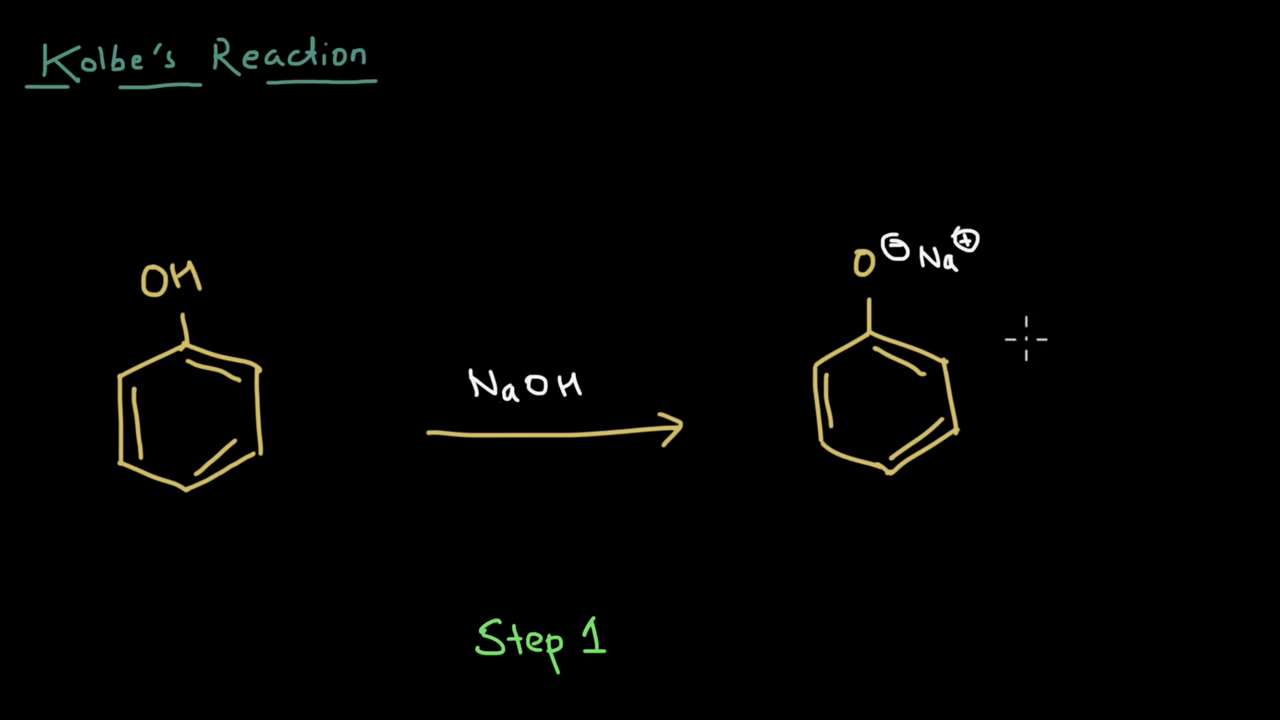 Kolbe's Reaction
O⊖ Na⊕
OH
NaOH
Step 1